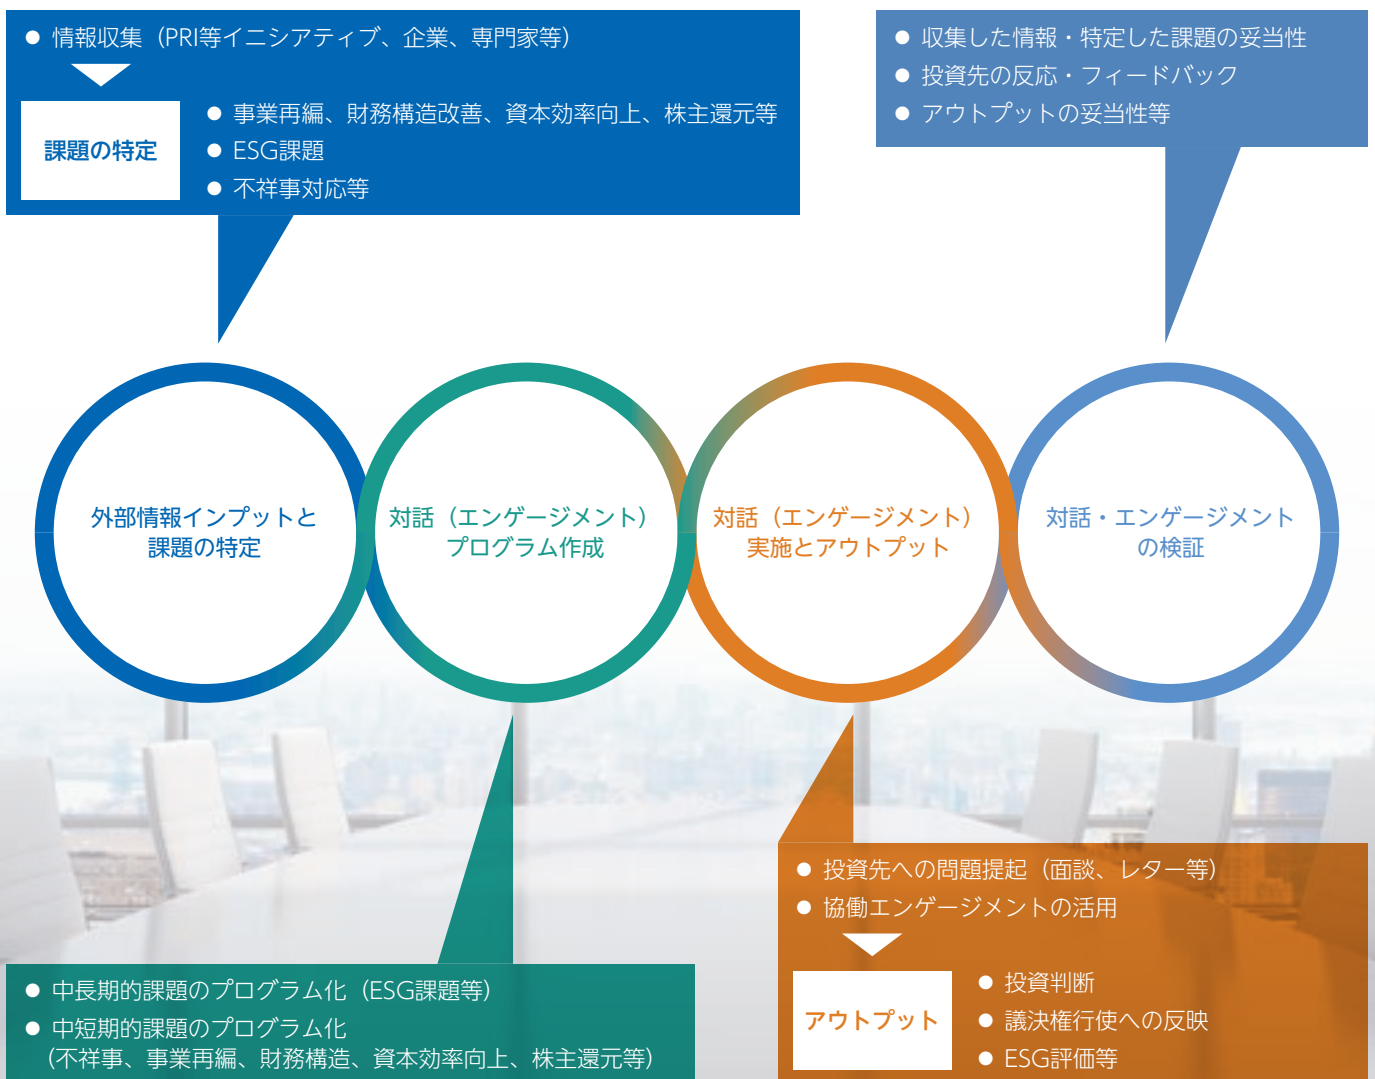 ● 情報収集（PRI等イニシアティブ、企業、専門家等）
課題の特定
● 事業再編、財務構造改善、資本効率向上、株主還元等
● ESG課題
● 不祥事対応等
● 収集した情報・特定した課題の妥当性
● 投資先の反応・フィードバック
● アウトプットの妥当性等
外部情報インプットと
課題の特定
対話（エンゲージメント）
プログラム作成
対話（エンゲージメント）
実施とアウトプット
対話・エンゲージメント
の検証
● 中長期的課題のプログラム化（ESG課題等）
● 中短期的課題のプログラム化
（不祥事、事業再編、財務構造、資本効率向上、株主還元等）
● 投資先への問題提起（面談、レター等）
● 協働エンゲージメントの活用
アウトプット
● 投資判断
● 議決権行使への反映
● ESG評価等